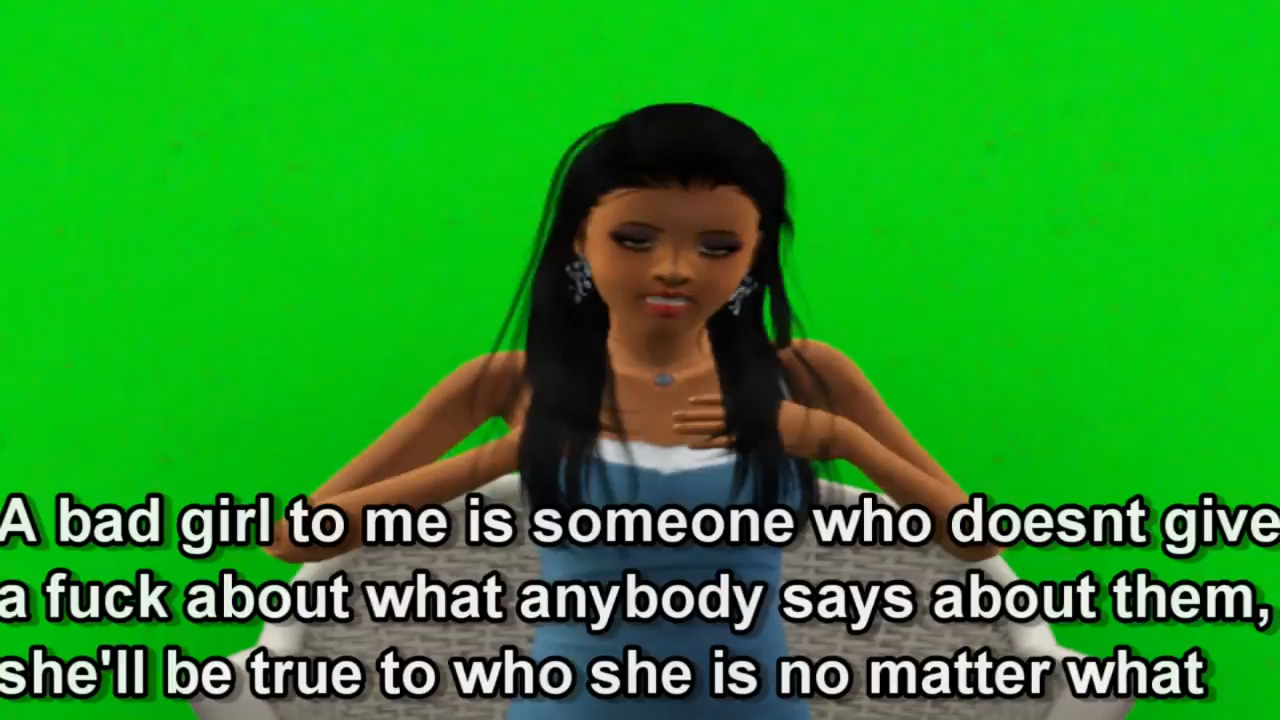 A bad girl to me is someone who doesnt give
a fuck about what anybody says about them,
she'll be true to who she is no matter what